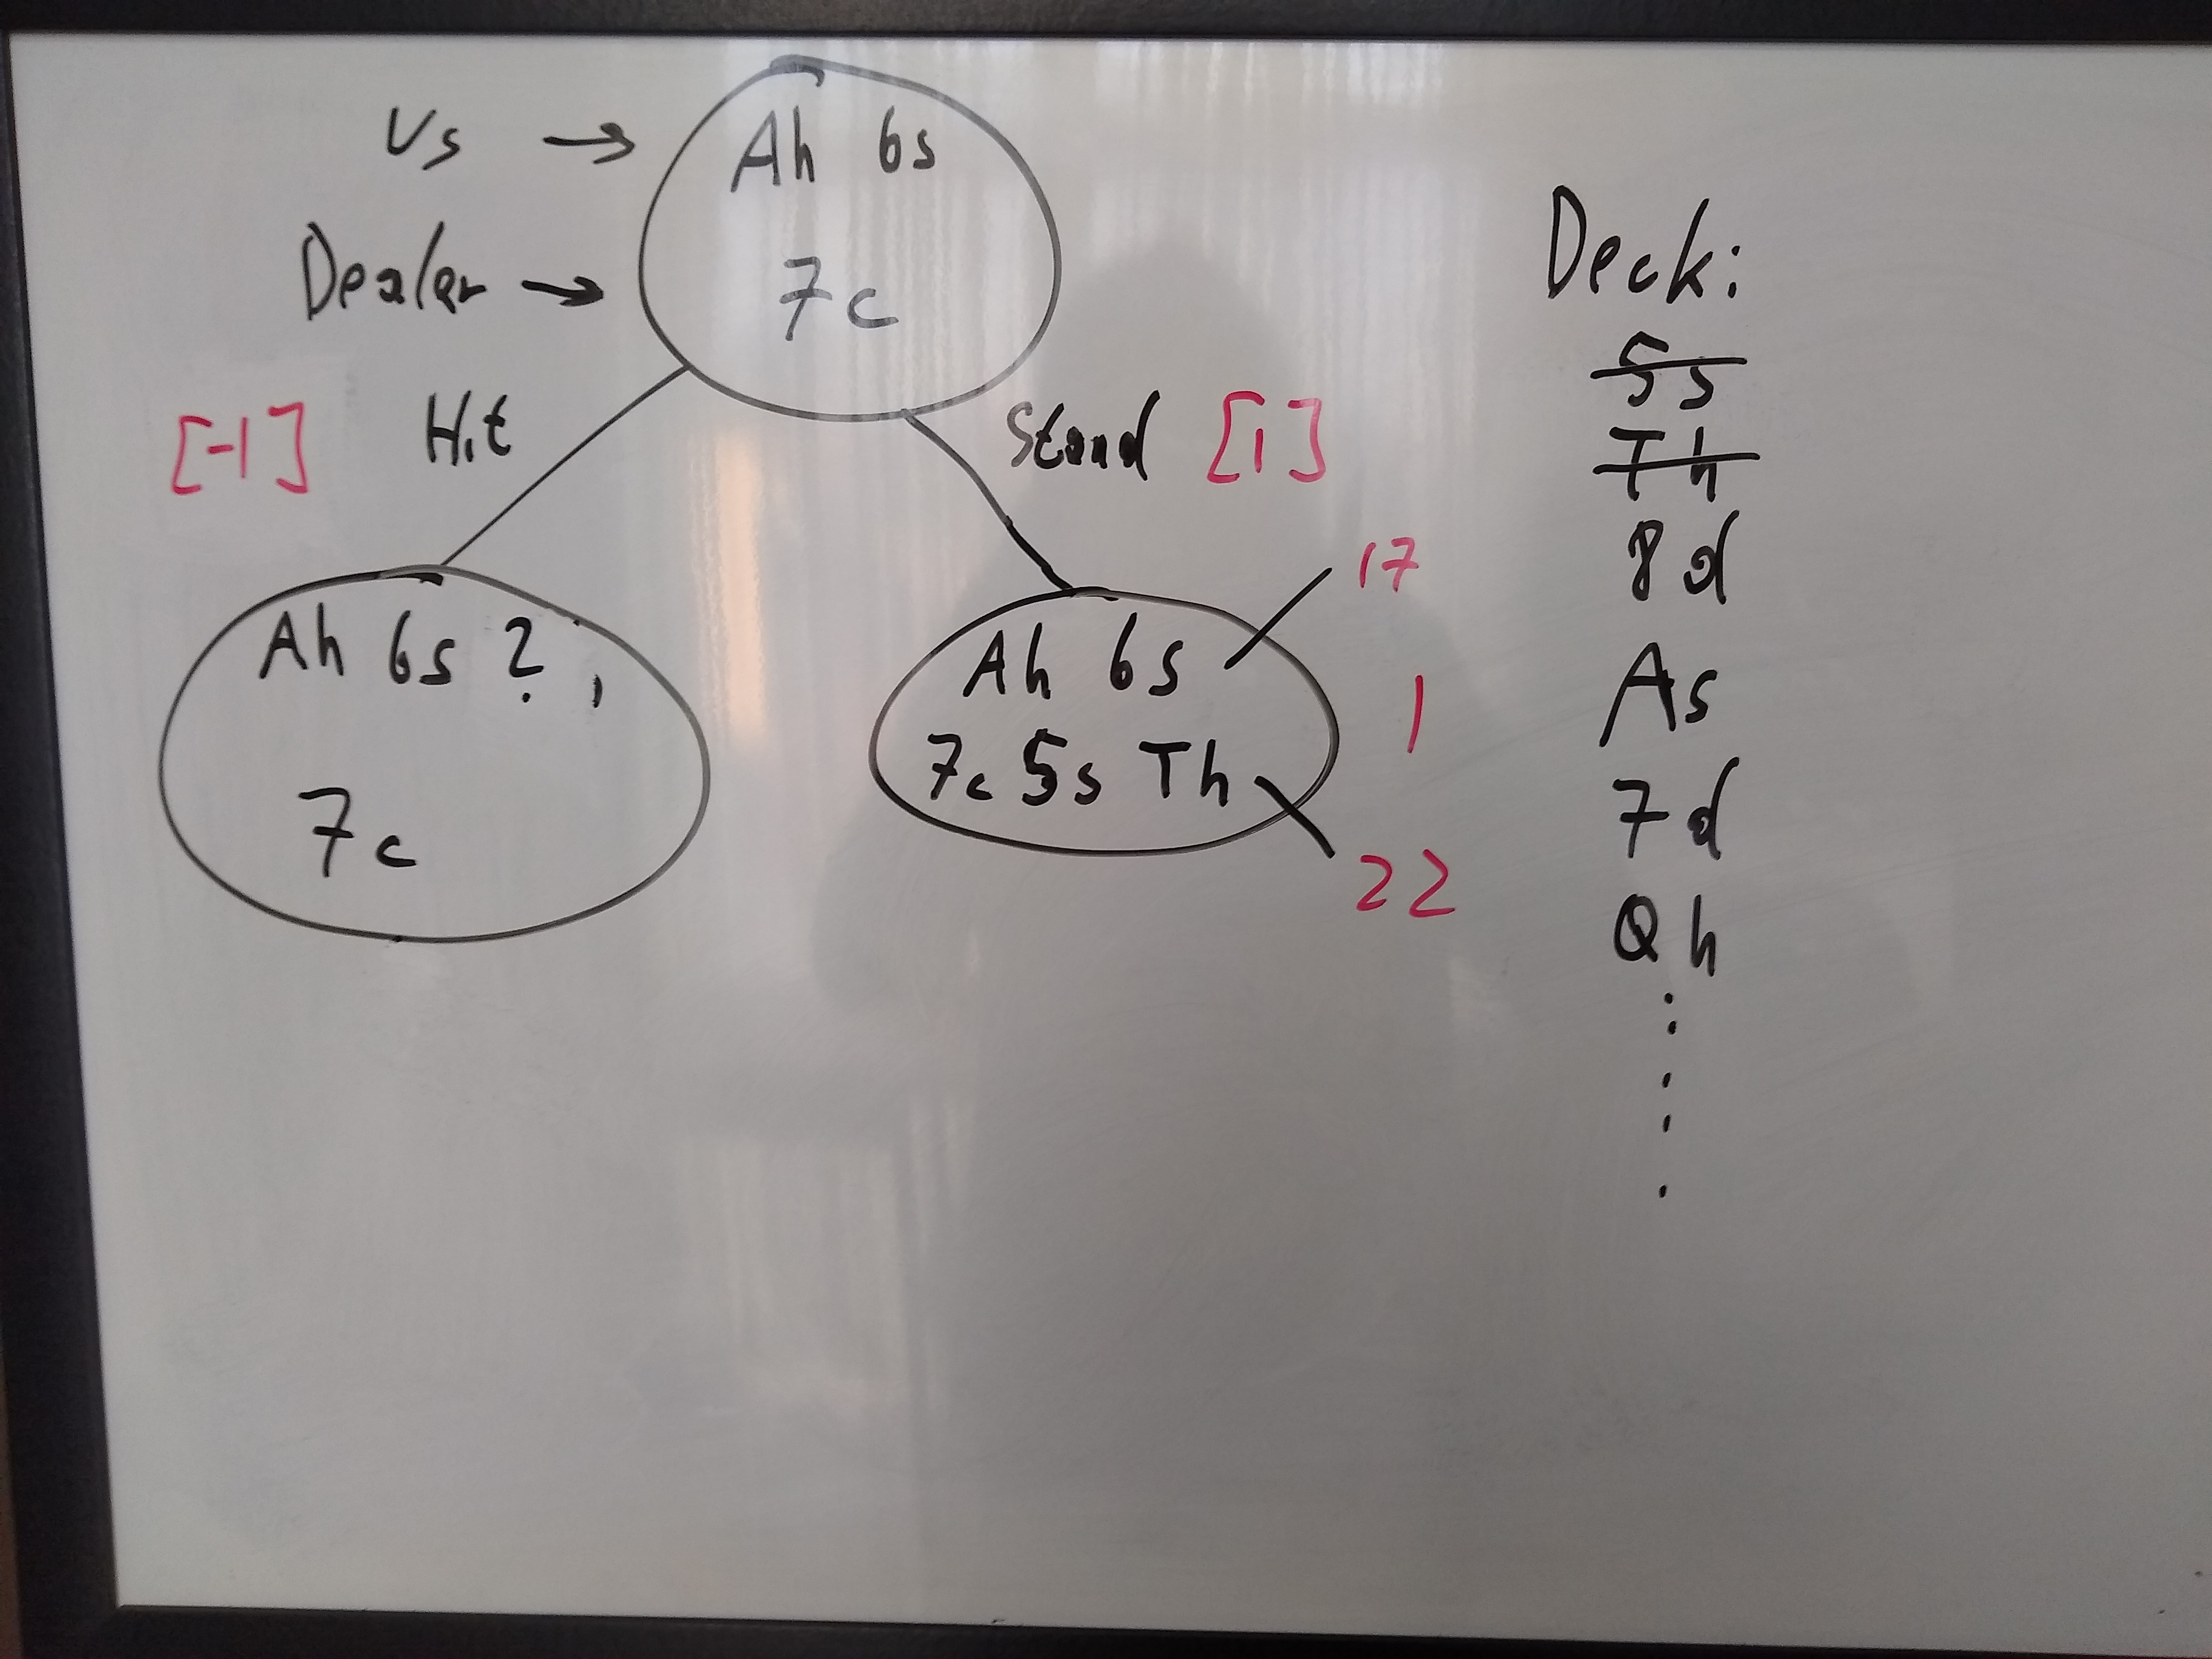 Us →
Ah 6s
Dealer →
7c
[-1] Hit
Stand [1]
Ah 6s ?,
7c
17
Ah 6s
7c 5s Th
1
22
Deck:
5s
Th
8d
As
7d
Qh